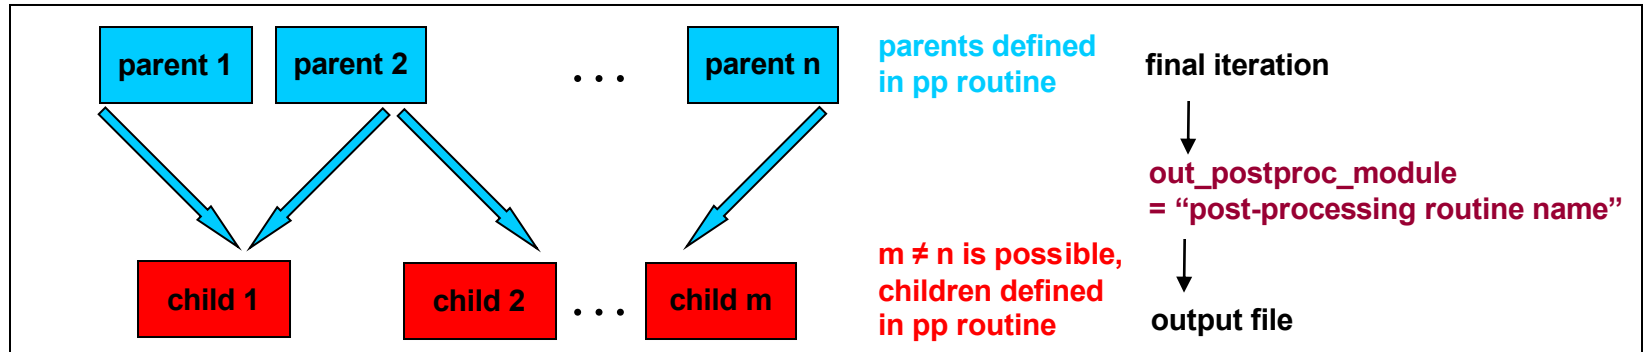 parent 1
parent 2
. . .
parent n
parents defined
in pp routine
final iteration
out_postproc_module
= “post-processing routine name”
child 1
child 2
. . .
child m
m ≠ n is possible,
children defined
in pp routine
output file